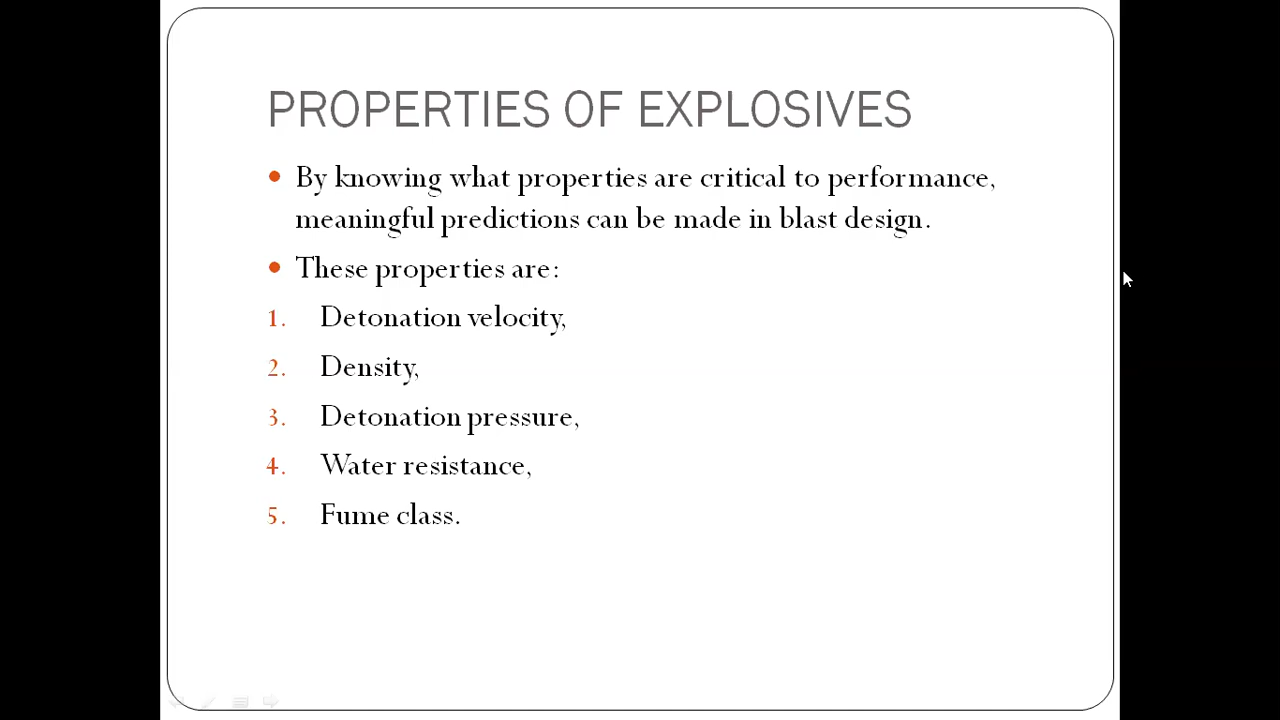 PROPERTIES OF EXPLOSIVES
• By knowing what properties are critical to performance,
meaningful predictions can be made in blast design.
• These properties are:
1. Detonation velocity,
2. Density,
3. Detonation pressure,
4. Water resistance,
5. Fume class.